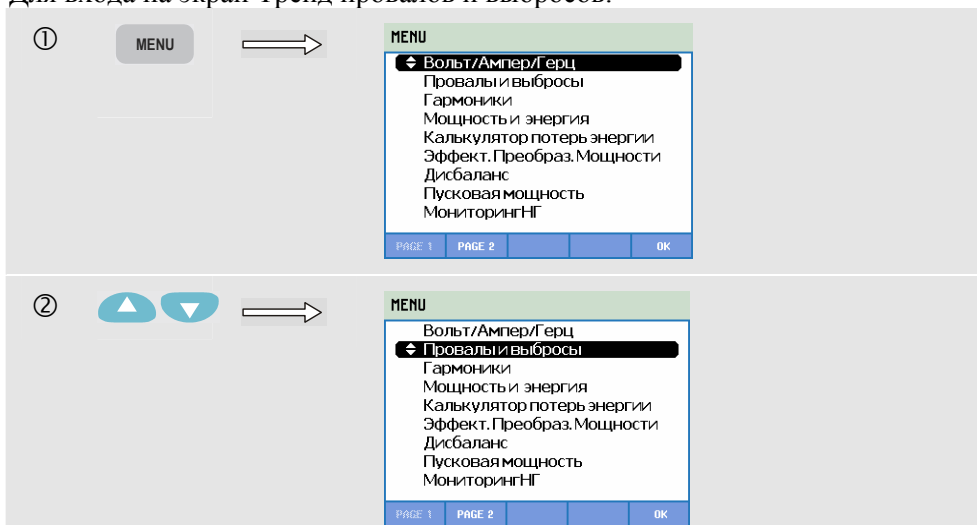 Для входа на экран Тренд провалов и выбросов:
①
MENU
MENU
Вольт/Ампер/Герц
Провалы и выбросы
Гармоники
Мощность и энергия
Калькулятор потерь энергии
Эффект. Преобраз. Мощности
Дисбаланс
Пусковая мощность
МониторингНГ
PAGE 1 PAGE 2 OK
②
MENU
Вольт/Ампер/Герц
Провалы и выбросы
Гармоники
Мощность и энергия
Калькулятор потерь энергии
Эффект. Преобраз. Мощности
Дисбаланс
Пусковая мощность
МониторингНГ
PAGE 1 PAGE 2 OK